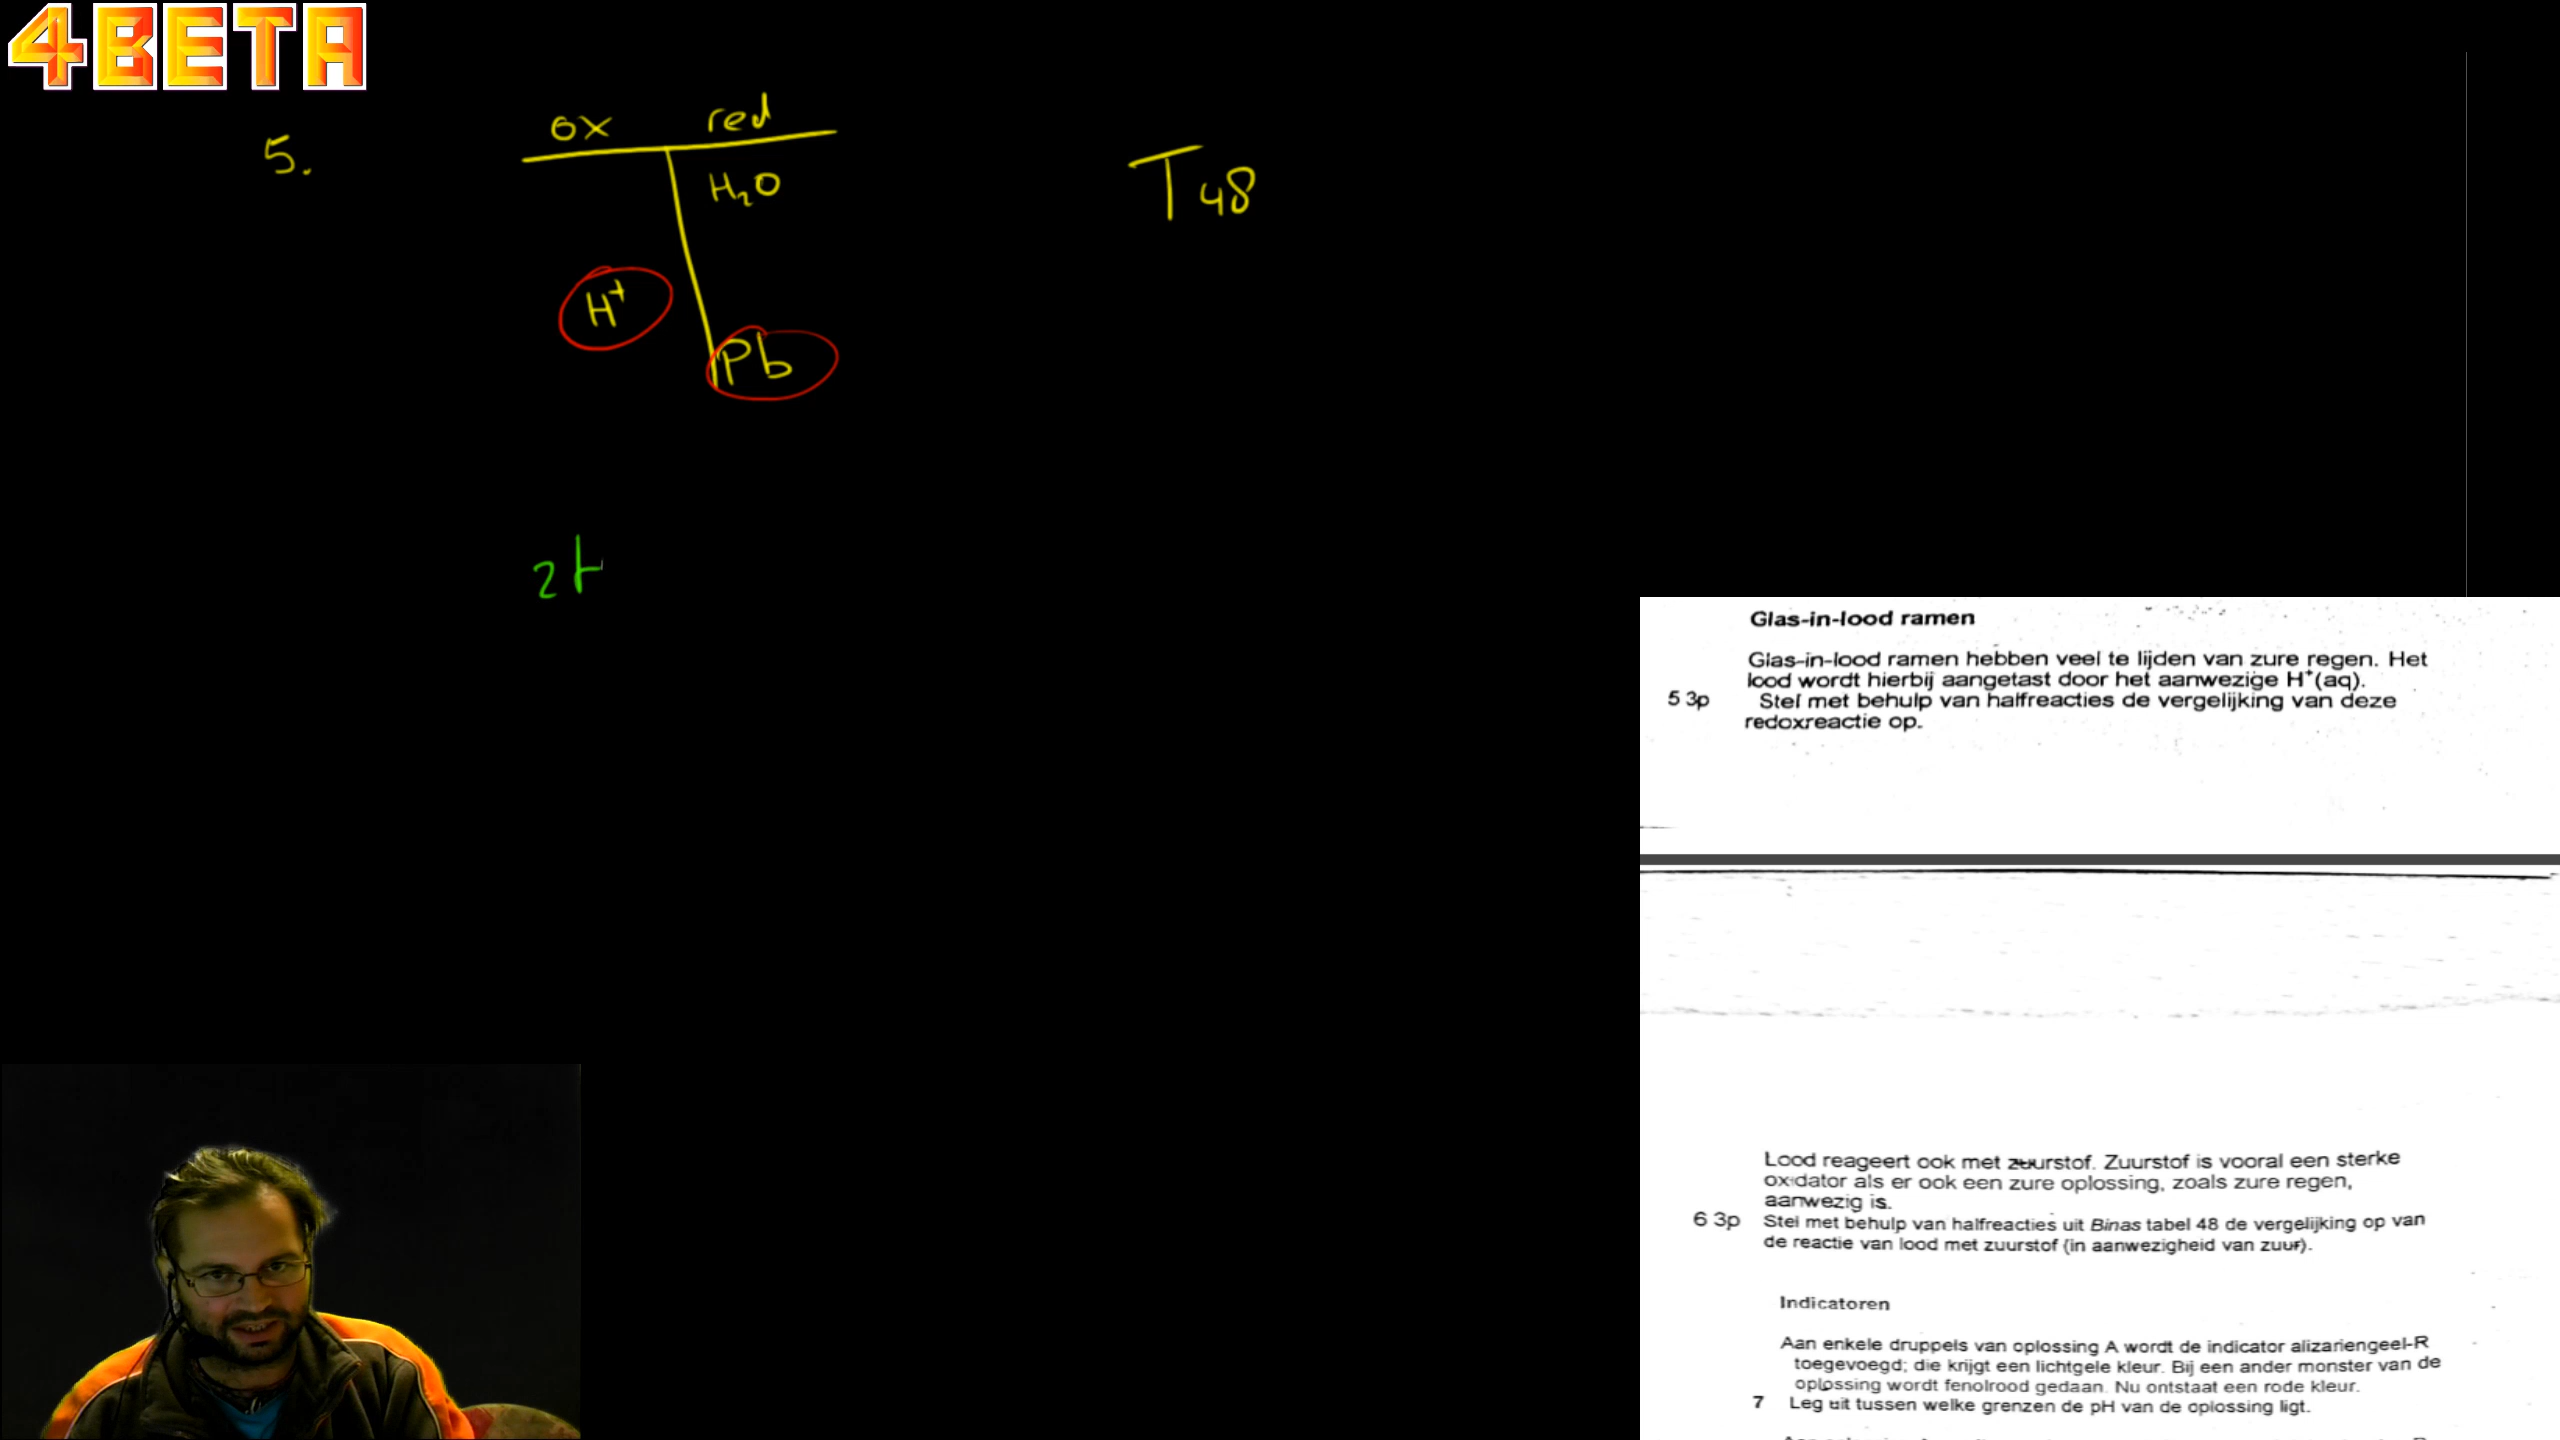 4BETA
5.
ox red
H₂O
T48
H⁺
Pb
2
Glas-in-lood ramen
Glas-in-lood ramen hebben veel te lijden van zure regen. Het
lood wordt hierbij aangetast door het aanwezige H⁺(aq).
5 3p Stel met behulp van halfreacties de vergelijking van deze
redoxreactie op.
Lood reageert ook met zuurstof. Zuurstof is vooral een sterke
oxidator als er ook een zure oplossing, zoals zure regen,
aanwezig is.
6 3p Stel met behulp van halfreacties uit Binas tabel 48 de vergelijking op van
de reactie van lood met zuurstof (in aanwezigheid van zuur).
Indicatoren
Aan enkele druppels van oplossing A wordt de indicator alizariengeel-R
toegevoegd; die krijgt een lichtgele kleur. Bij een ander monster van de
oplossing wordt fenolrood gedaan. Nu ontstaat een rode kleur.
7 Leg uit tussen welke grenzen de pH van de oplossing ligt.